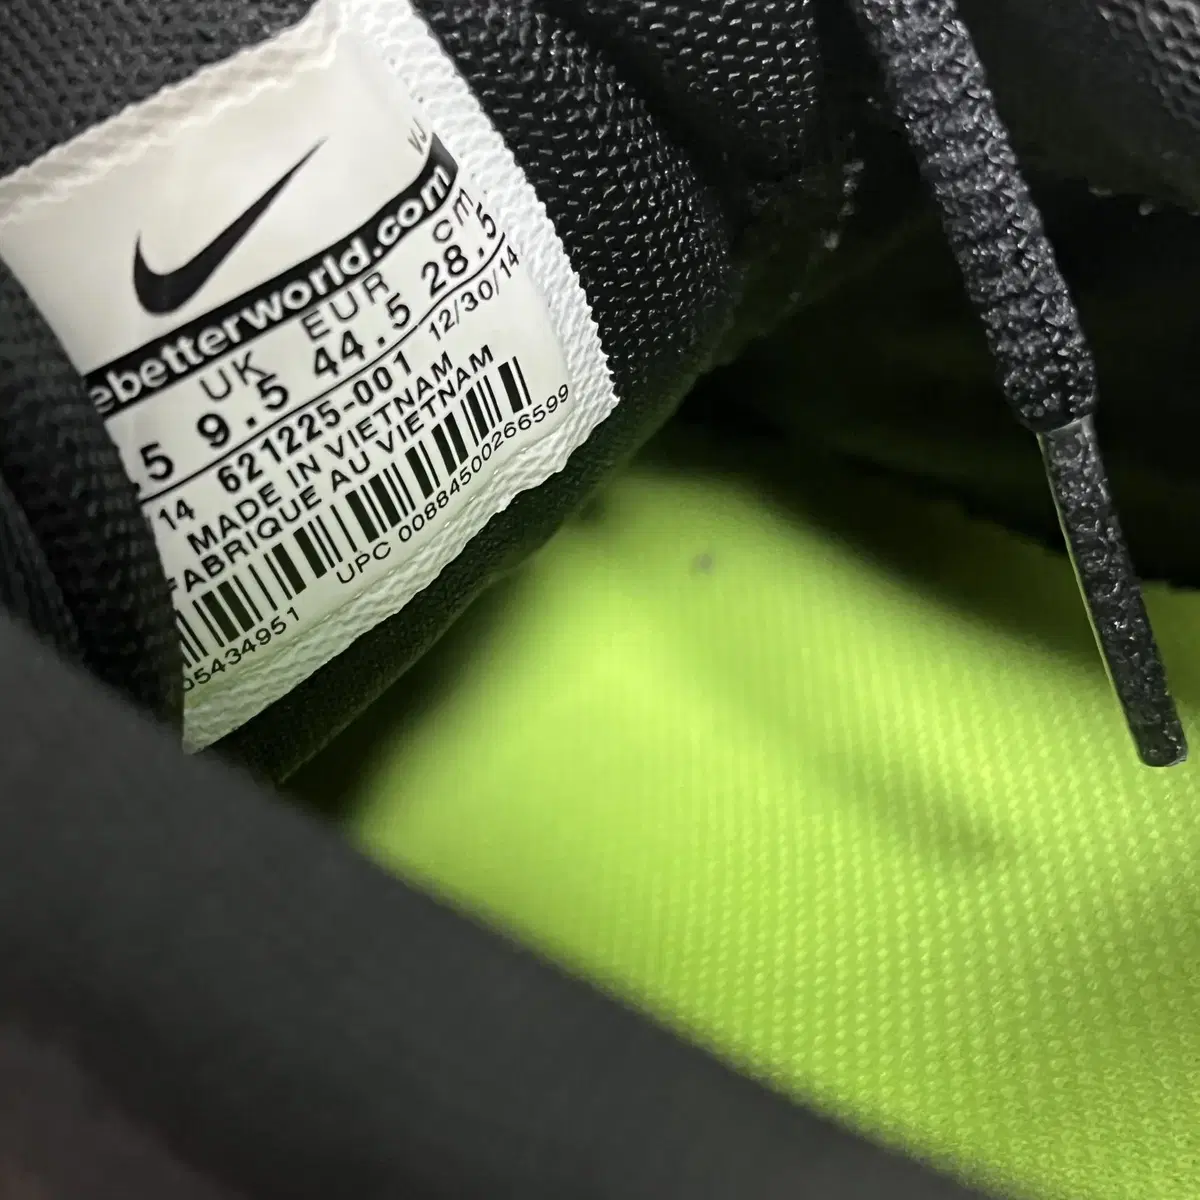 VJ
ebetterworld.com
UK EUR cm
5 9.5 44.5 28.5
14 621225-001 12/30/14
MADE IN VIETNAM
FABRIQUE AU VIETNAM
05434951 UPC 00884500266599